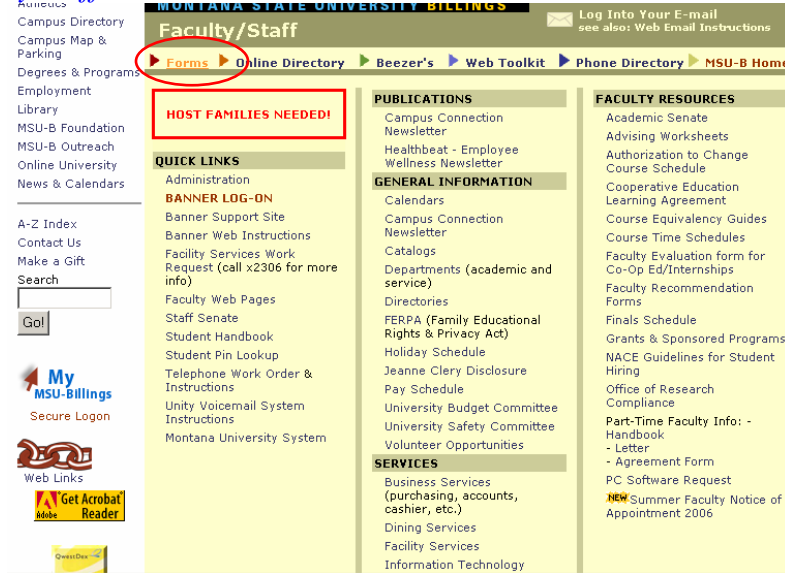 Athletics
Campus Directory
Campus Map &
Parking
Degrees & Programs
Employment
Library
MSU-B Foundation
MSU-B Outreach
Online University
News & Calendars
A-Z Index
Contact Us
Make a Gift
Search
Go!
My
MSU-Billings
Secure Logon
Web Links
Get Acrobat
Adobe Reader
QwestDex
MONTANA STATE UNIVERSITY BILLINGS
Faculty/Staff
Log Into Your E-mail
see also: Web Email Instructions
Forms Online Directory Beezer's Web Toolkit Phone Directory MSU-B Home
HOST FAMILIES NEEDED!
QUICK LINKS
Administration
BANNER LOG-ON
Banner Support Site
Banner Web Instructions
Facility Services Work
Request (call x2306 for more
info)
Faculty Web Pages
Staff Senate
Student Handbook
Student Pin Lookup
Telephone Work Order &
Instructions
Unity Voicemail System
Instructions
Montana University System
PUBLICATIONS
Campus Connection
Newsletter
Healthbeat - Employee
Wellness Newsletter
GENERAL INFORMATION
Calendars
Campus Connection
Newsletter
Catalogs
Departments (academic and
service)
Directories
FERPA (Family Educational
Rights & Privacy Act)
Holiday Schedule
Jeanne Clery Disclosure
Pay Schedule
University Budget Committee
University Safety Committee
Volunteer Opportunities
SERVICES
Business Services
(purchasing, accounts,
cashier, etc.)
Dining Services
Facility Services
Information Technology
FACULTY RESOURCES
Academic Senate
Advising Worksheets
Authorization to Change
Course Schedule
Cooperative Education
Learning Agreement
Course Equivalency Guides
Course Time Schedules
Faculty Evaluation form for
Co-Op Ed/Internships
Faculty Recommendation
Forms
Finals Schedule
Grants & Sponsored Programs
NACE Guidelines for Student
Hiring
Office of Research
Compliance
Part-Time Faculty Info: -
Handbook
- Letter
- Agreement Form
PC Software Request
NEW Summer Faculty Notice of
Appointment 2006